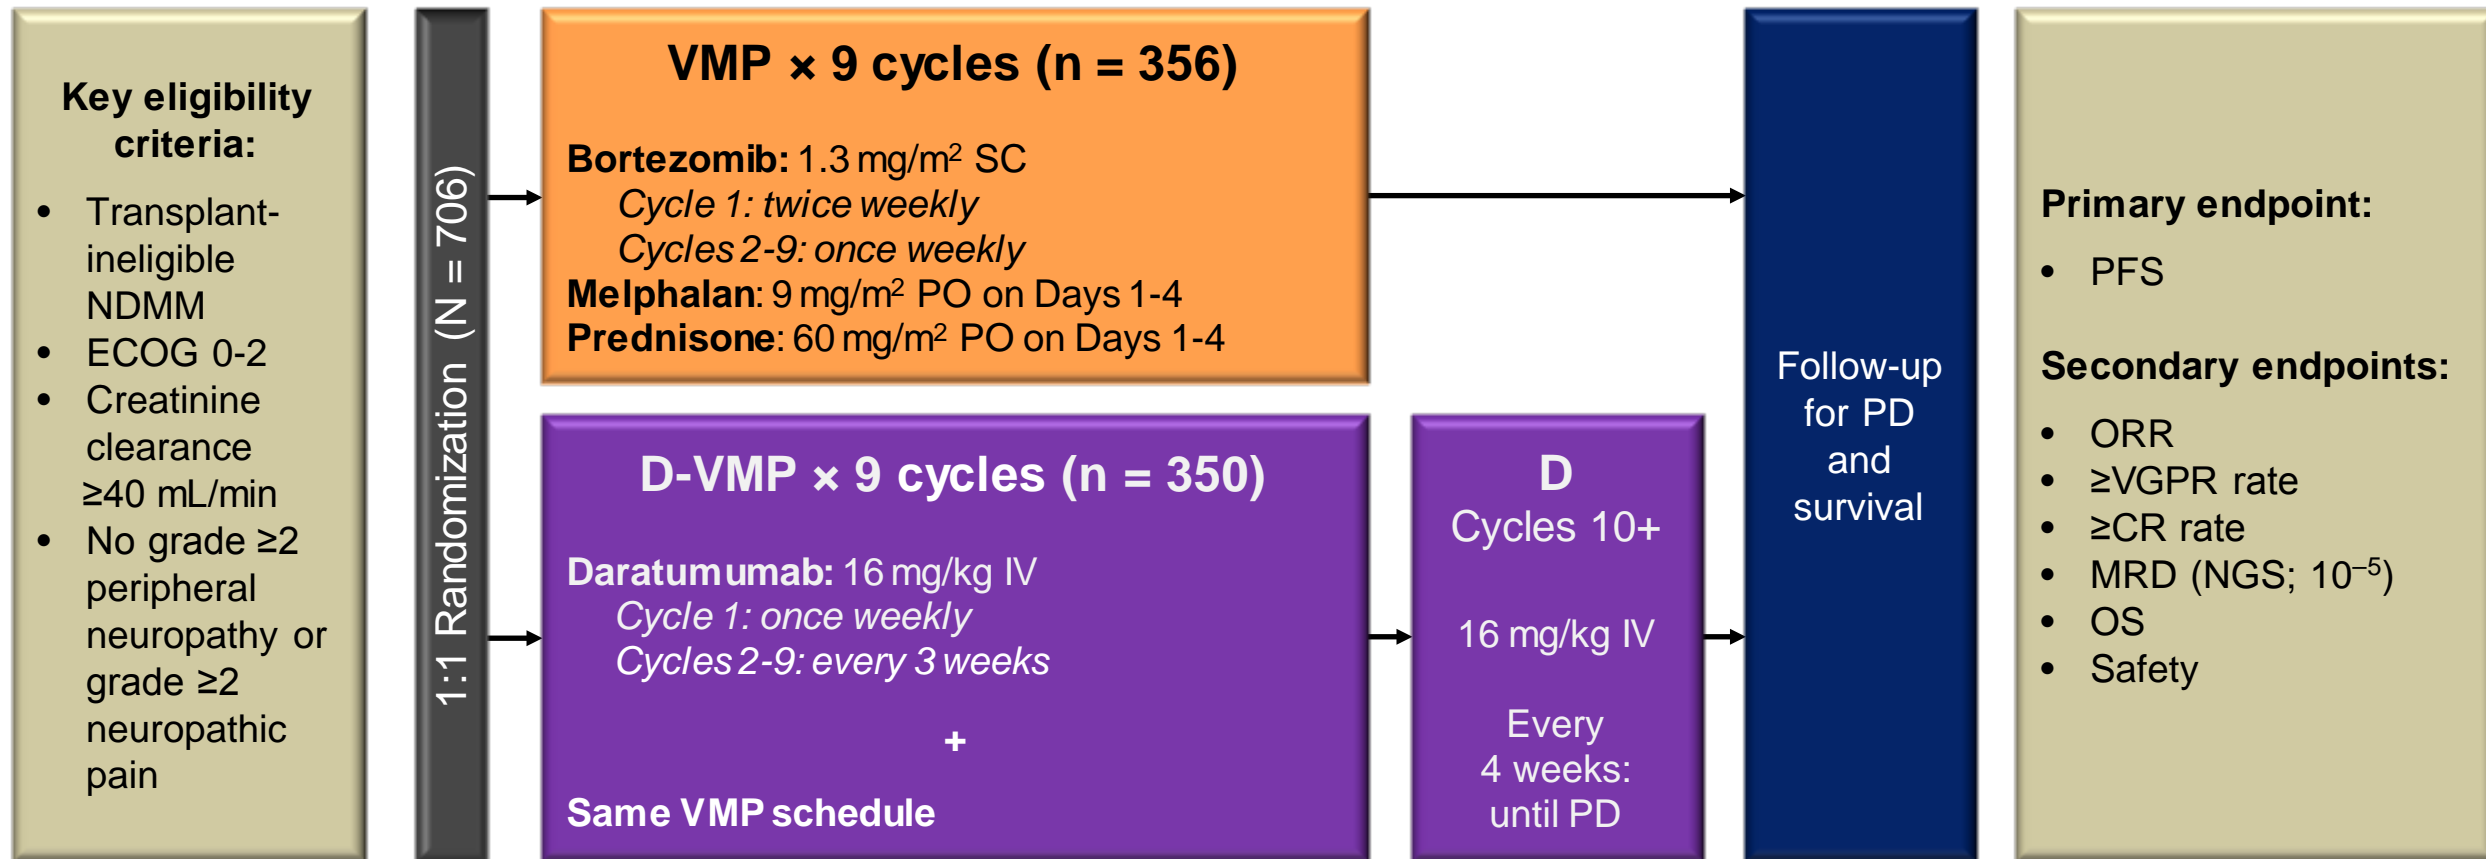 Key eligibility
criteria:
• Transplant-
ineligible
NDMM
• ECOG 0-2
• Creatinine
clearance
≥40 mL/min
• No grade ≥2
peripheral
neuropathy or
grade ≥2
neuropathic
pain
1:1 Randomization (N = 706)
VMP × 9 cycles (n = 356)
Bortezomib: 1.3 mg/m² SC
Cycle 1: twice weekly
Cycles 2-9: once weekly
Melphalan: 9 mg/m² PO on Days 1-4
Prednisone: 60 mg/m² PO on Days 1-4
D-VMP × 9 cycles (n = 350)
Daratumumab: 16 mg/kg IV
Cycle 1: once weekly
Cycles 2-9: every 3 weeks
+
Same VMP schedule
D
Cycles 10+
16 mg/kg IV
Every
4 weeks:
until PD
Follow-up
for PD
and
survival
Primary endpoint:
• PFS
Secondary endpoints:
• ORR
• ≥VGPR rate
• ≥CR rate
• MRD (NGS; 10⁻⁵)
• OS
• Safety